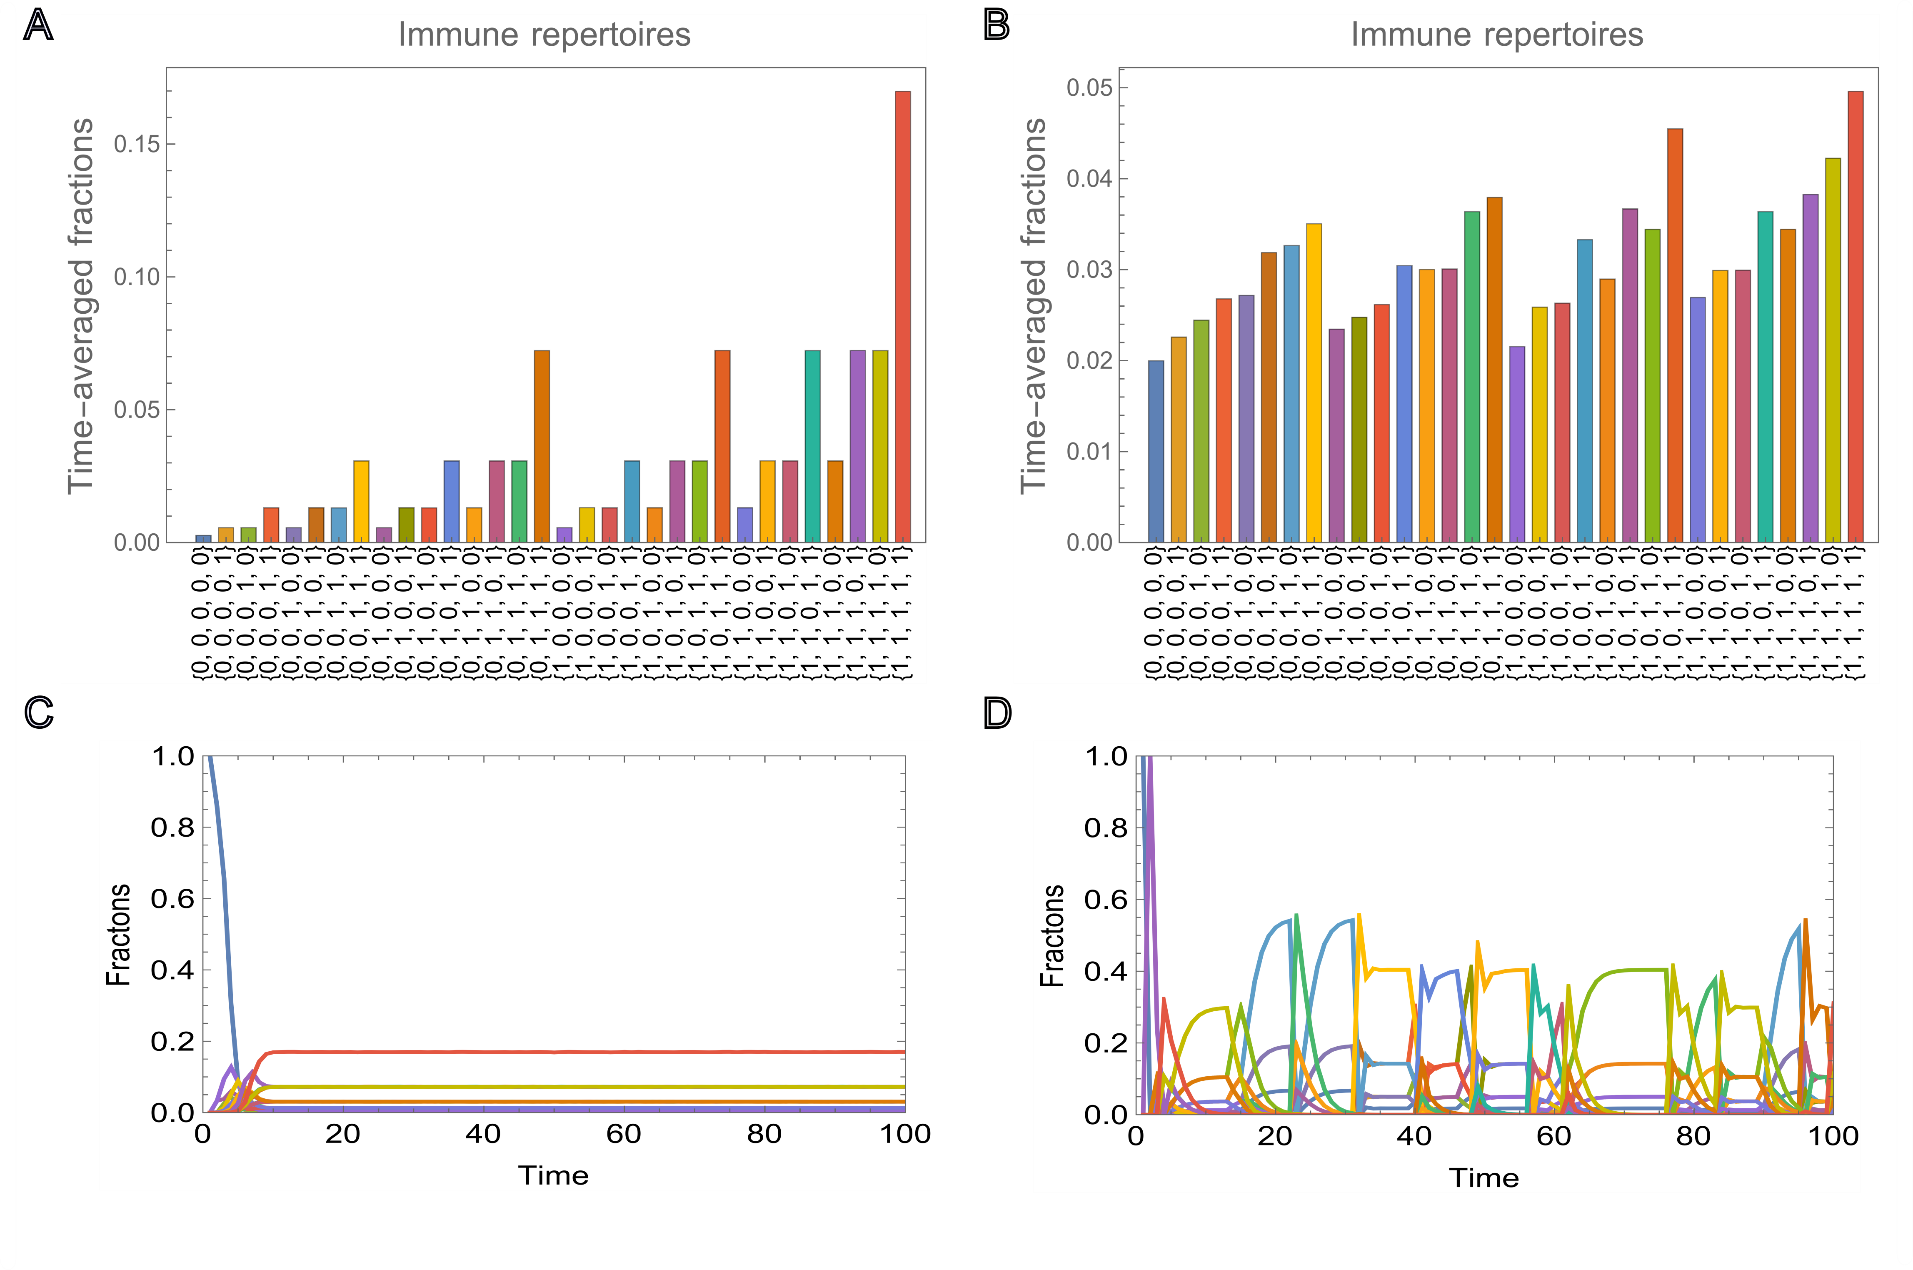 A
Immune repertoires
Time-averaged fractions
0.15
0.10
0.05
0.00
{0, 0, 0, 0, 0}
{0, 0, 0, 0, 1}
{0, 0, 0, 1, 0}
{0, 0, 0, 1, 1}
{0, 0, 1, 0, 0}
{0, 0, 1, 0, 1}
{0, 0, 1, 1, 0}
{0, 0, 1, 1, 1}
{0, 1, 0, 0, 0}
{0, 1, 0, 0, 1}
{0, 1, 0, 1, 0}
{0, 1, 0, 1, 1}
{0, 1, 1, 0, 0}
{0, 1, 1, 0, 1}
{0, 1, 1, 1, 0}
{0, 1, 1, 1, 1}
{1, 0, 0, 0, 0}
{1, 0, 0, 0, 1}
{1, 0, 0, 1, 0}
{1, 0, 0, 1, 1}
{1, 0, 1, 0, 0}
{1, 0, 1, 0, 1}
{1, 0, 1, 1, 0}
{1, 0, 1, 1, 1}
{1, 1, 0, 0, 0}
{1, 1, 0, 0, 1}
{1, 1, 0, 1, 0}
{1, 1, 0, 1, 1}
{1, 1, 1, 0, 0}
{1, 1, 1, 0, 1}
{1, 1, 1, 1, 0}
{1, 1, 1, 1, 1}
B
Immune repertoires
Time-averaged fractions
0.05
0.04
0.03
0.02
0.01
0.00
{0, 0, 0, 0, 0}
{0, 0, 0, 0, 1}
{0, 0, 0, 1, 0}
{0, 0, 0, 1, 1}
{0, 0, 1, 0, 0}
{0, 0, 1, 0, 1}
{0, 0, 1, 1, 0}
{0, 0, 1, 1, 1}
{0, 1, 0, 0, 0}
{0, 1, 0, 0, 1}
{0, 1, 0, 1, 0}
{0, 1, 0, 1, 1}
{0, 1, 1, 0, 0}
{0, 1, 1, 0, 1}
{0, 1, 1, 1, 0}
{0, 1, 1, 1, 1}
{1, 0, 0, 0, 0}
{1, 0, 0, 0, 1}
{1, 0, 0, 1, 0}
{1, 0, 0, 1, 1}
{1, 0, 1, 0, 0}
{1, 0, 1, 0, 1}
{1, 0, 1, 1, 0}
{1, 0, 1, 1, 1}
{1, 1, 0, 0, 0}
{1, 1, 0, 0, 1}
{1, 1, 0, 1, 0}
{1, 1, 0, 1, 1}
{1, 1, 1, 0, 0}
{1, 1, 1, 0, 1}
{1, 1, 1, 1, 0}
{1, 1, 1, 1, 1}
C
Fractons
1.0
0.8
0.6
0.4
0.2
0.0
0 20 40 60 80 100
Time
D
Fractons
1.0
0.8
0.6
0.4
0.2
0.0
0 20 40 60 80 100
Time